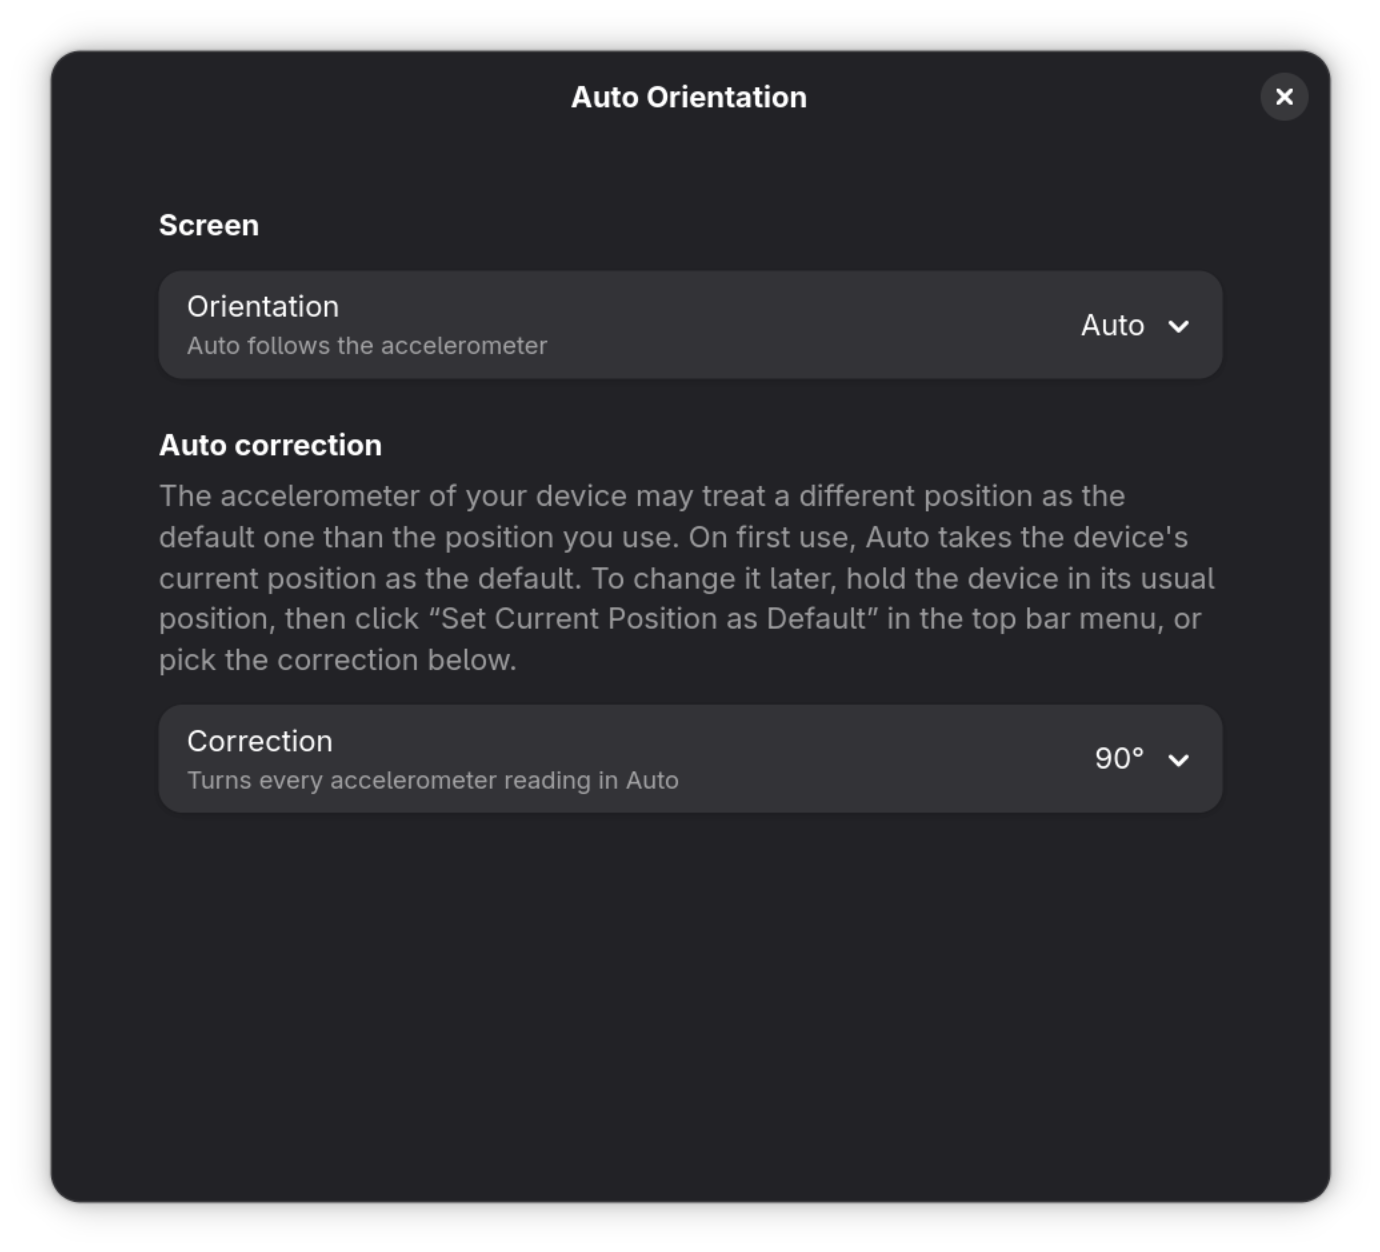 Auto Orientation
Screen
Orientation
Auto follows the accelerometer
Auto
Auto correction
The accelerometer of your device may treat a different position as the
default one than the position you use. On first use, Auto takes the device's
current position as the default. To change it later, hold the device in its usual
position, then click “Set Current Position as Default” in the top bar menu, or
pick the correction below.
Correction
Turns every accelerometer reading in Auto
90°